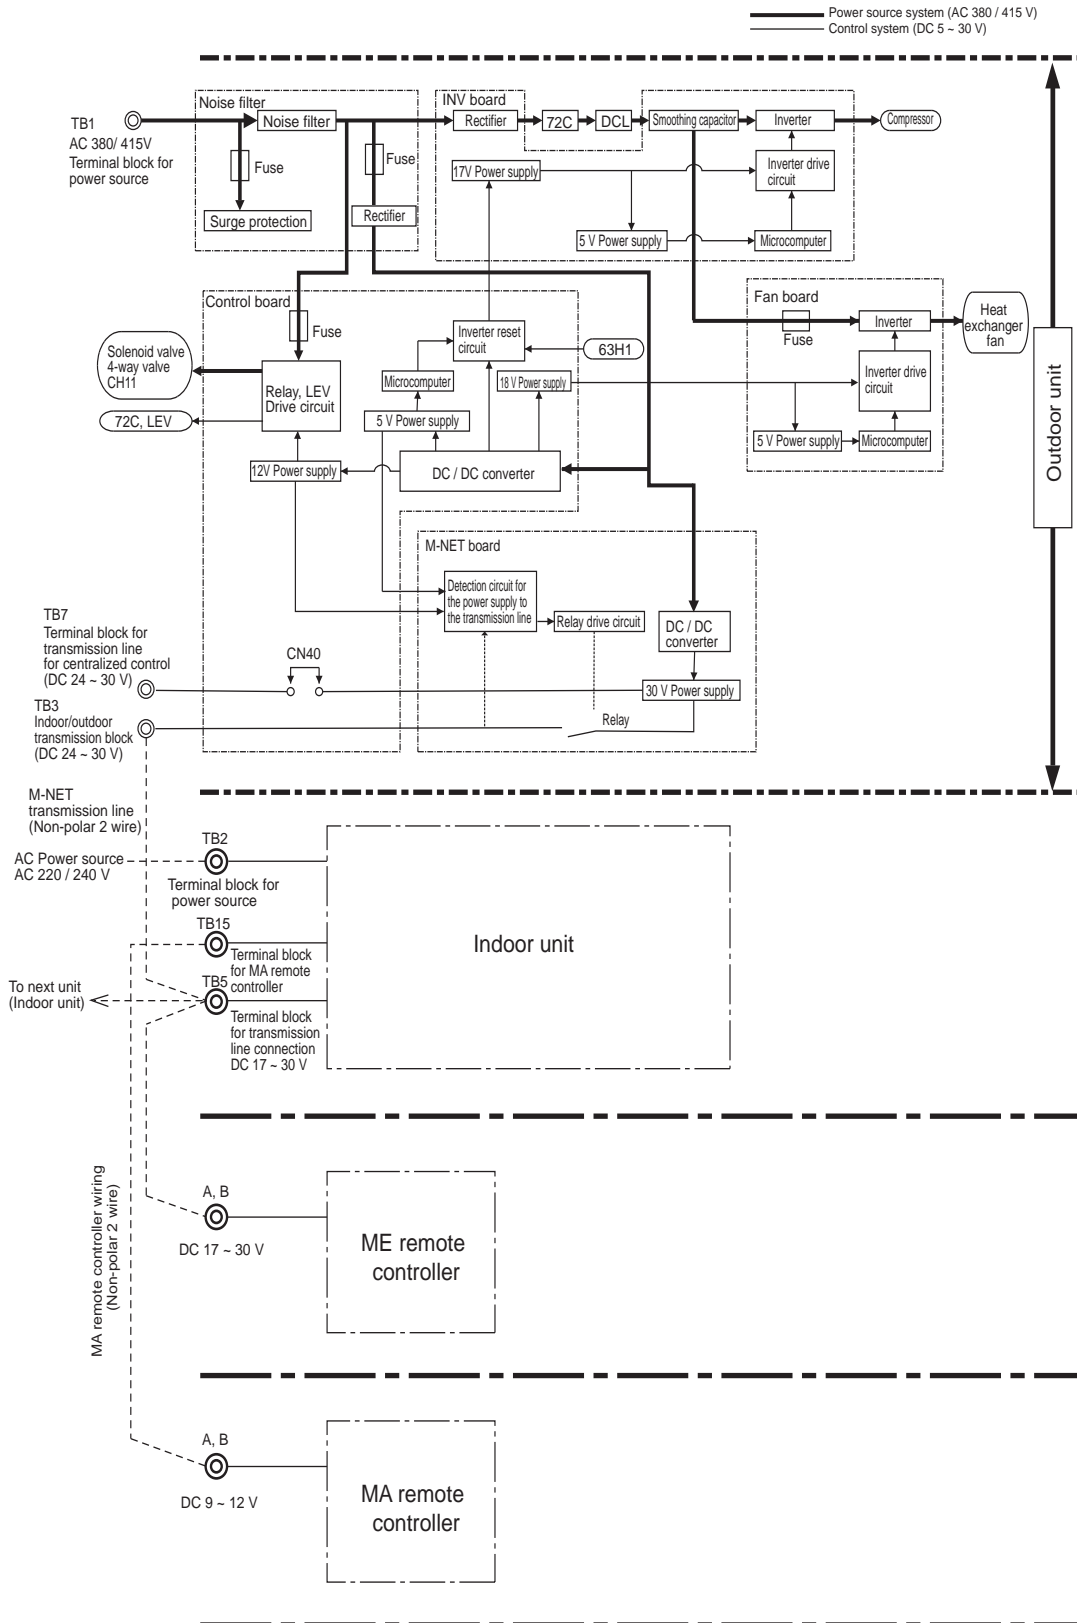 Power source system (AC 380 / 415 V)
Control system (DC 5 ~ 30 V)
Noise filter
INV board
TB1
AC 380/ 415V
Terminal block for
power source
Noise filter
Rectifier
72C
DCL
Smoothing capacitor
Inverter
Compressor
Fuse
Fuse
17V Power supply
Inverter drive
circuit
Surge protection
Rectifier
5 V Power supply
Microcomputer
Control board
Fan board
Fuse
Inverter reset
circuit
63H1
Fuse
Inverter
Heat
exchanger
fan
Solenoid valve
4-way valve
CH11
Relay, LEV
Drive circuit
Microcomputer
18 V Power supply
Inverter drive
circuit
72C, LEV
5 V Power supply
5 V Power supply
Microcomputer
12V Power supply
DC / DC converter
Outdoor unit
M-NET board
Detection circuit for
the power supply to
the transmission line
Relay drive circuit
DC / DC
converter
TB7
Terminal block for
transmission line
for centralized control
(DC 24 ~ 30 V)
CN40
30 V Power supply
TB3
Indoor/outdoor
transmission block
(DC 24 ~ 30 V)
Relay
M-NET
transmission line
(Non-polar 2 wire)
AC Power source
AC 220 / 240 V
TB2
Terminal block for
power source
TB15
Terminal block
for MA remote
controller
Indoor unit
To next unit
(Indoor unit)
TB5
Terminal block
for transmission
line connection
DC 17 ~ 30 V
MA remote controller wiring
(Non-polar 2 wire)
A, B
DC 17 ~ 30 V
ME remote
controller
A, B
DC 9 ~ 12 V
MA remote
controller